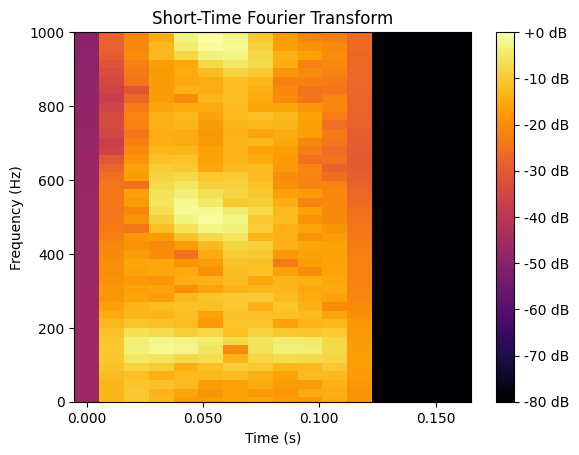 Short-Time Fourier Transform
1000
800
600
400
200
0
Frequency (Hz)
0.000
0.050
0.100
0.150
Time (s)
+0 dB
-10 dB
-20 dB
-30 dB
-40 dB
-50 dB
-60 dB
-70 dB
-80 dB